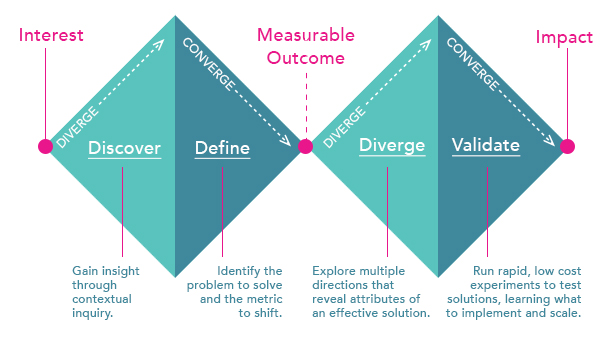 Interest
Measurable
Outcome
Impact
DIVERGE
CONVERGE
DIVERGE
CONVERGE
Discover
Define
Diverge
Validate
Gain insight
through
contextual
inquiry.
Identify the
problem to solve
and the metric
to shift.
Explore multiple
directions that
reveal attributes of
an effective solution.
Run rapid, low cost
experiments to test
solutions, learning what
to implement and scale.